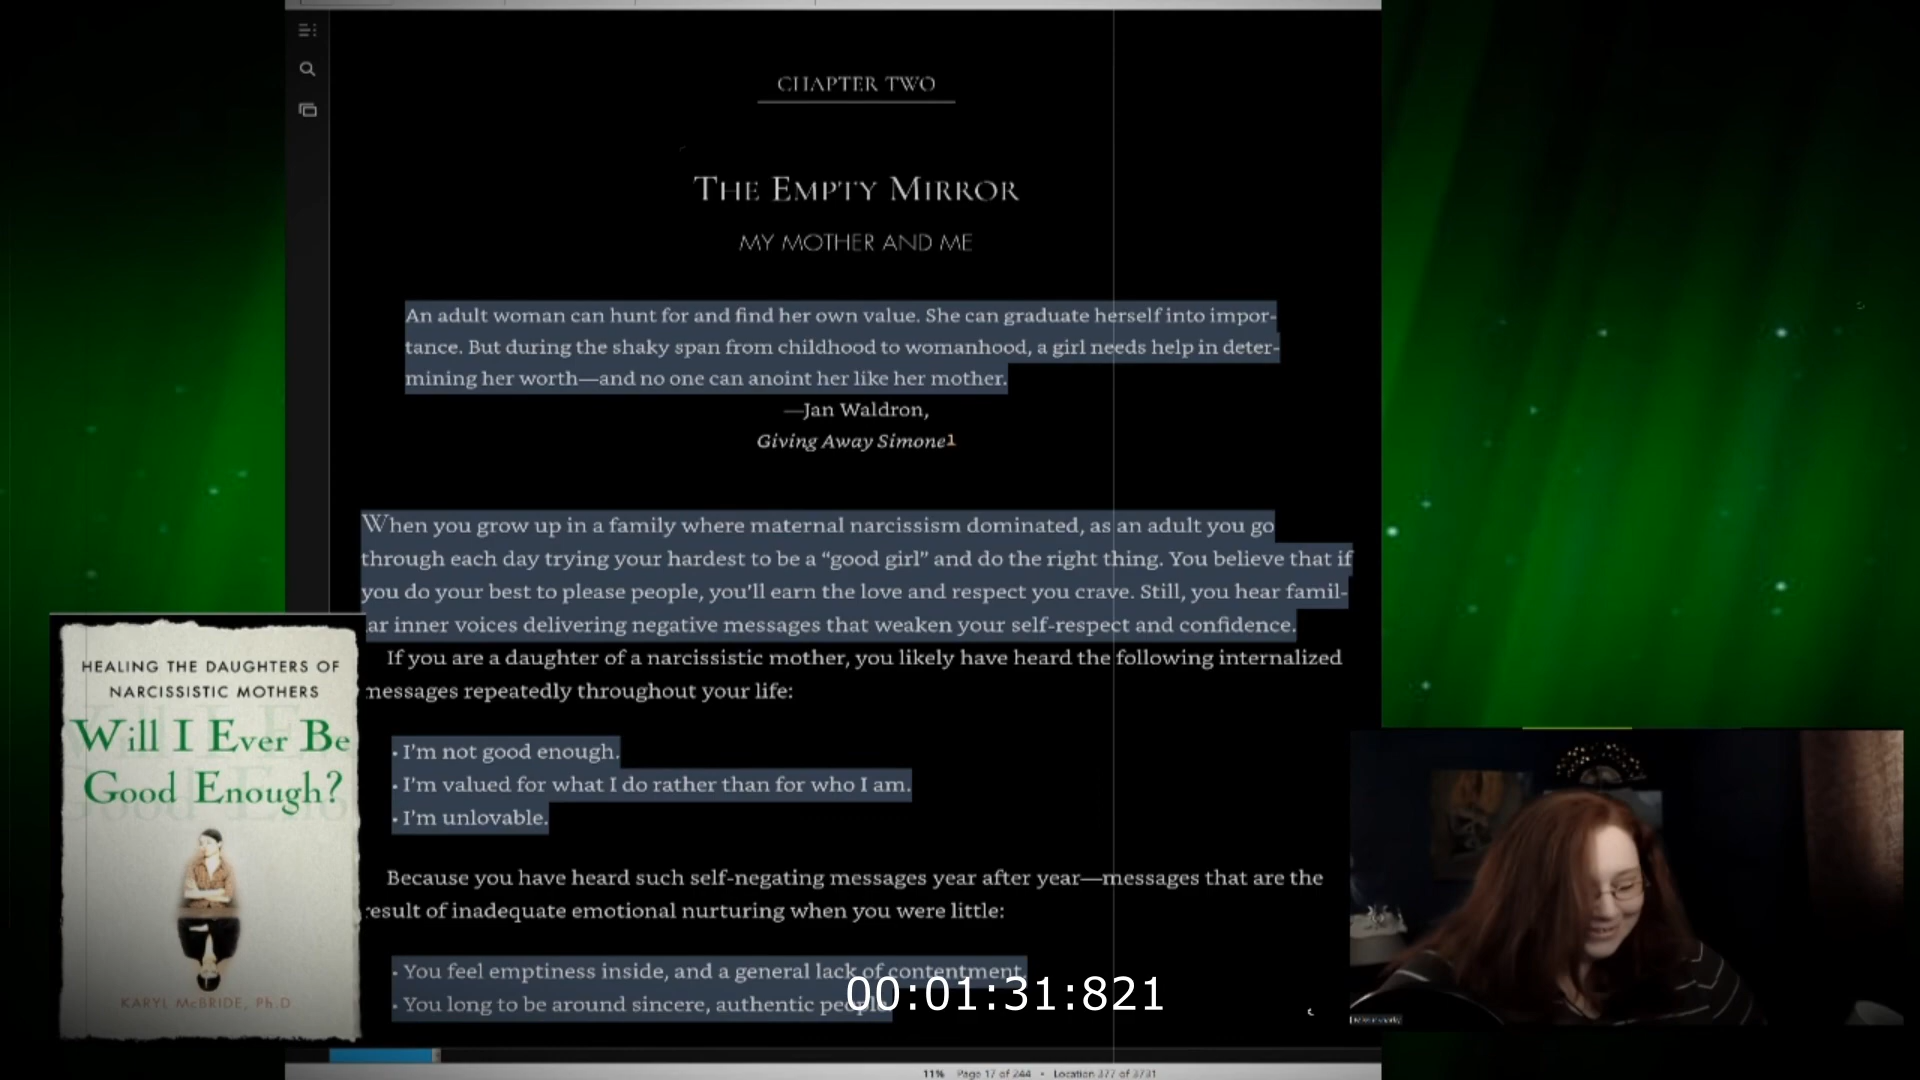 CHAPTER TWO
THE EMPTY MIRROR
MY MOTHER AND ME
An adult woman can hunt for and find her own value. She can graduate herself into impor-
tance. But during the shaky span from childhood to womanhood, a girl needs help in deter-
mining her worth—and no one can anoint her like her mother.
—Jan Waldron,
Giving Away Simone1
When you grow up in a family where maternal narcissism dominated, as an adult you go
through each day trying your hardest to be a “good girl” and do the right thing. You believe that if
you do your best to please people, you’ll earn the love and respect you crave. Still, you hear famil-
ar inner voices delivering negative messages that weaken your self-respect and confidence.
If you are a daughter of a narcissistic mother, you likely have heard the following internalized
messages repeatedly throughout your life:
• I’m not good enough.
• I’m valued for what I do rather than for who I am.
• I’m unlovable.
Because you have heard such self-negating messages year after year—messages that are the
result of inadequate emotional nurturing when you were little:
• You feel emptiness inside, and a general lack of contentment.
• You long to be around sincere, authentic people.
00:01:31:821
HEALING THE DAUGHTERS OF
NARCISSISTIC MOTHERS
Will I Ever Be
Good Enough?
KARYL McBRIDE, Ph.D.
11% Page 17 of 244 • Location 377 of 3731